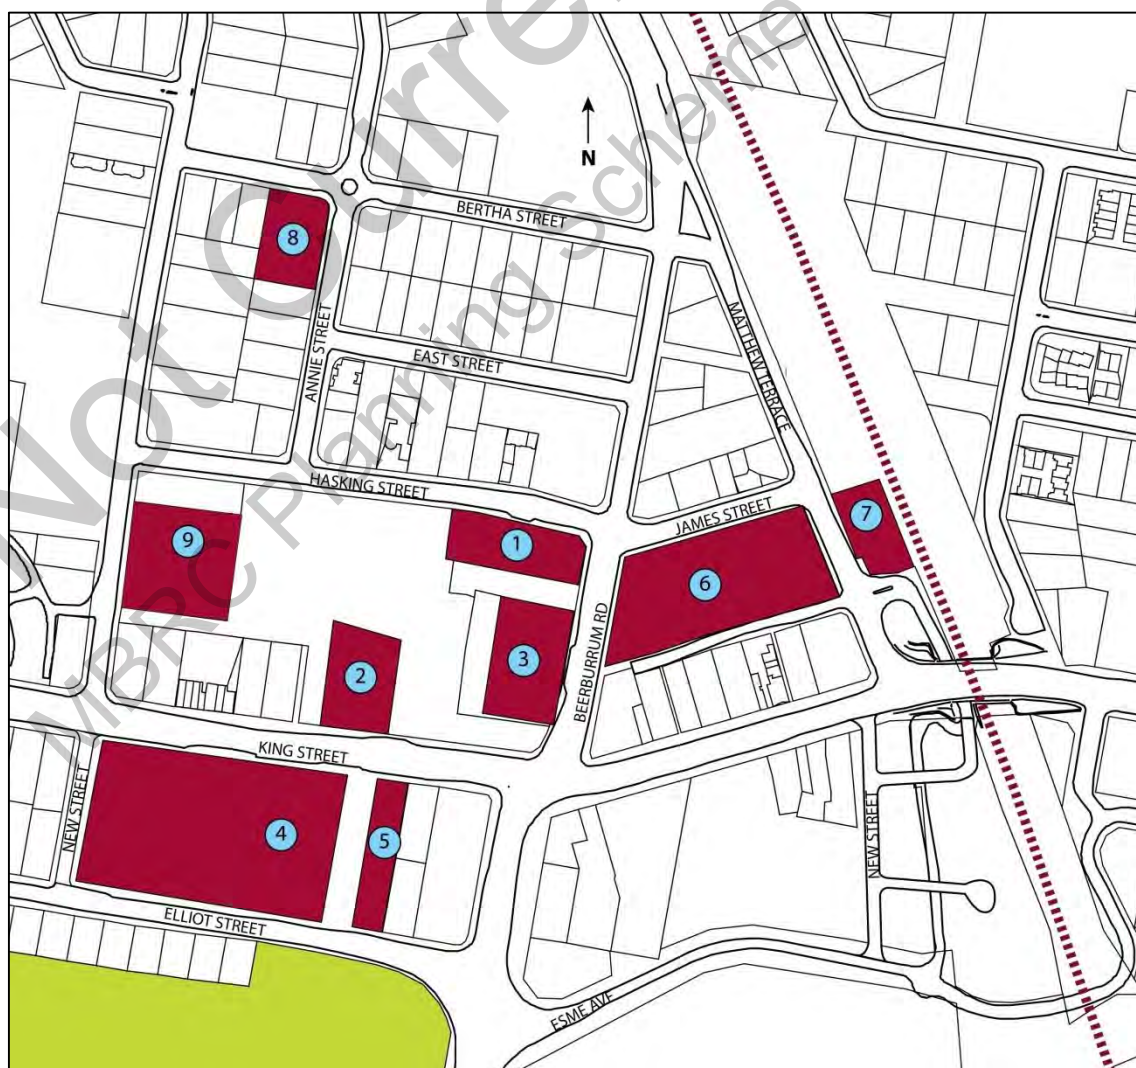 Not Curre
MBRC Planning Scheme
N
BERTHA STREET
8
MATTHEW TERRACE
ANNIE STREET
EAST STREET
HASKING STREET
JAMES STREET
7
9
1
6
3
2
BEERBURRUM RD
KING STREET
NEW STREET
4
5
NEW STREET
ELLIOT STREET
ESME AVE